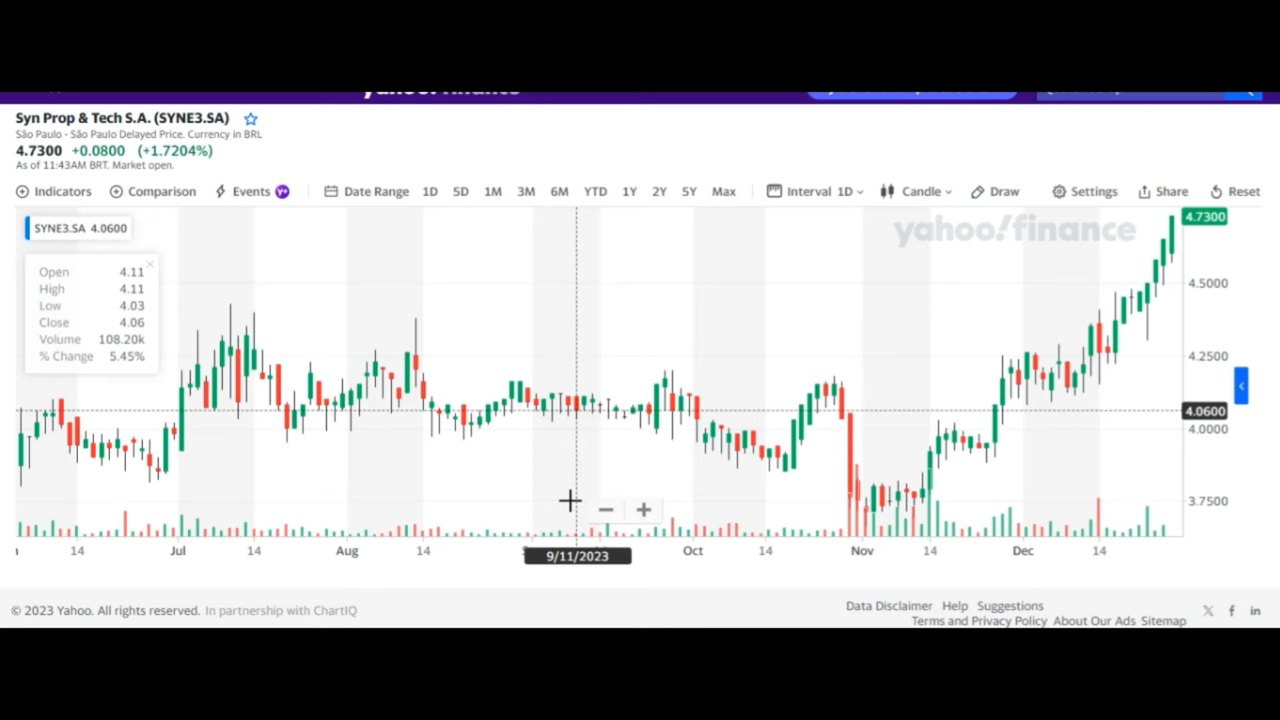 yahoo!finance
Syn Prop & Tech S.A. (SYNE3.SA)
São Paulo - São Paulo Delayed Price. Currency in BRL
4.7300 +0.0800 (+1.7204%)
As of 11:43AM BRT. Market open.
Indicators Comparison Events Y+ Date Range 1D 5D 1M 3M 6M YTD 1Y 2Y 5Y Max Interval 1D Candle Draw Settings Share Reset
SYNE3.SA 4.0600
yahoo!finance
4.7300
Open 4.11
High 4.11
Low 4.03
Close 4.06
Volume 108.20k
% Change 5.45%
4.5000
4.2500
4.0600
4.0000
3.7500
14 Jul 14 Aug 14 Oct 14 Nov 14 Dec 14
9/11/2023
© 2023 Yahoo. All rights reserved. In partnership with ChartIQ
Data Disclaimer Help Suggestions
Terms and Privacy Policy About Our Ads Sitemap